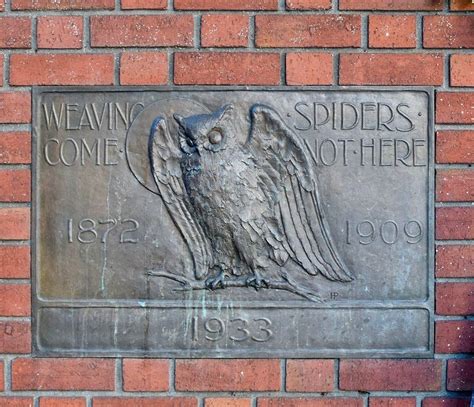 WEAVING · SPIDERS ·
COME · NOT · HERE
1872 1909
1933